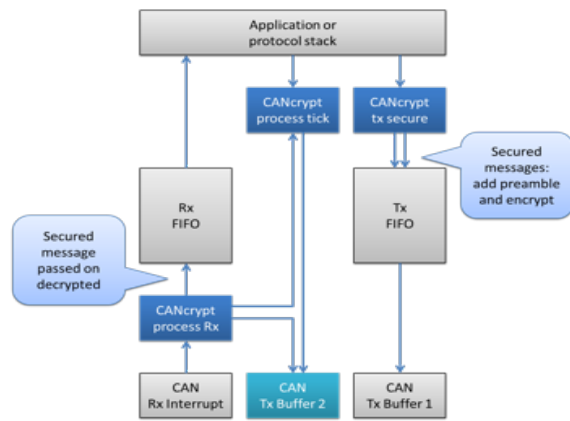 Application or
protocol stack
CANcrypt
process tick
CANcrypt
tx secure
Secured
messages:
add preamble
and encrypt
Rx
FIFO
Tx
FIFO
Secured
message
passed on
decrypted
CANcrypt
process Rx
CAN
Rx Interrupt
CAN
Tx Buffer 2
CAN
Tx Buffer 1